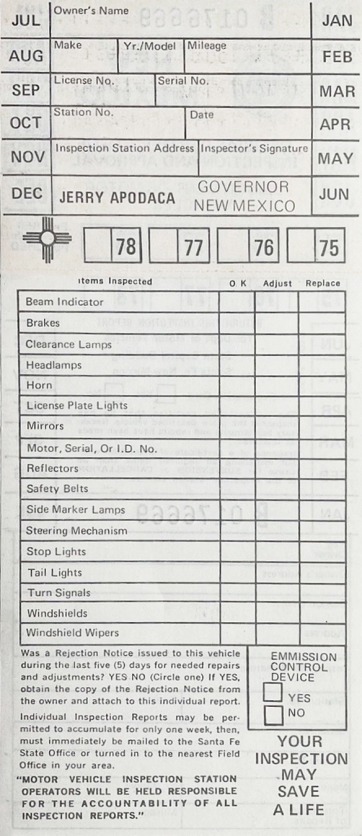 JUL Owner's Name JAN
AUG Make Yr./Model Mileage FEB
SEP License No. Serial No. MAR
OCT Station No. Date APR
NOV Inspection Station Address Inspector's Signature MAY
DEC JERRY APODACA GOVERNOR NEW MEXICO JUN
78 77 76 75
Items Inspected O K Adjust Replace
Beam Indicator
Brakes
Clearance Lamps
Headlamps
Horn
License Plate Lights
Mirrors
Motor, Serial, Or I.D. No.
Reflectors
Safety Belts
Side Marker Lamps
Steering Mechanism
Stop Lights
Tail Lights
Turn Signals
Windshields
Windshield Wipers
Was a Rejection Notice issued to this vehicle
during the last five (5) days for needed repairs
and adjustments? YES NO (Circle one) If YES,
obtain the copy of the Rejection Notice from
the owner and attach to this individual report.
Individual Inspection Reports may be per-
mitted to accumulate for only one week, then,
must immediately be mailed to the Santa Fe
State Office or turned in to the nearest Field
Office in your area.
"MOTOR VEHICLE INSPECTION STATION
OPERATORS WILL BE HELD RESPONSIBLE
FOR THE ACCOUNTABILITY OF ALL
INSPECTION REPORTS."
EMMISSION
CONTROL
DEVICE
YES
NO
YOUR
INSPECTION
MAY
SAVE
A LIFE
B 0176669
B 0176669